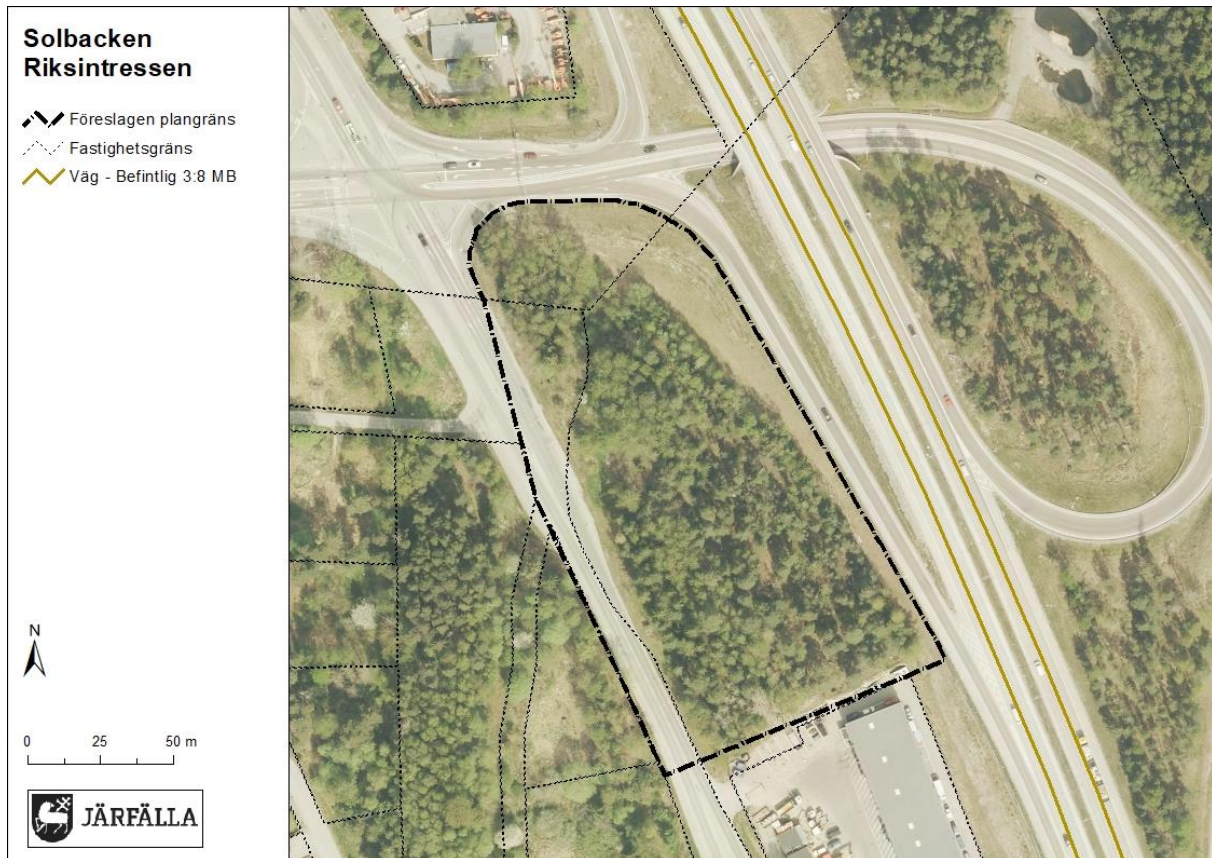 Solbacken
Riksintressen
Föreslagen plangräns
Fastighetsgräns
Väg - Befintlig 3:8 MB
N
0 25 50 m
JÄRFÄLLA